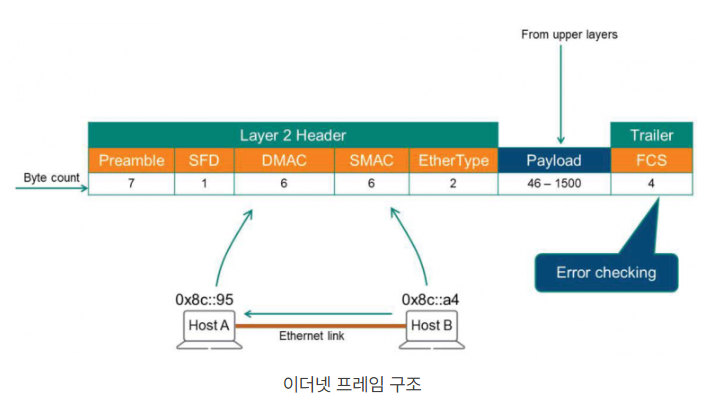 From upper layers
Layer 2 Header
Trailer
Preamble SFD DMAC SMAC EtherType Payload FCS
Byte count 7 1 6 6 2 46 – 1500 4
Error checking
0x8c::95 0x8c::a4
Host A Host B
Ethernet link
이더넷 프레임 구조